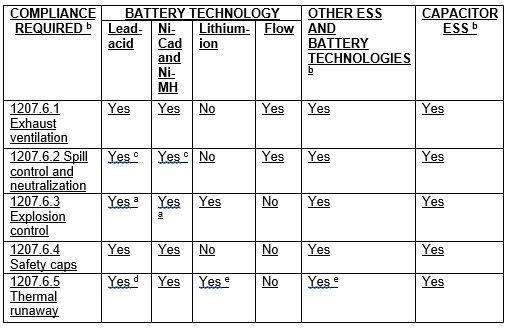 COMPLIANCE REQUIRED b | BATTERY TECHNOLOGY | OTHER ESS AND BATTERY TECHNOLOGIES b | CAPACITOR ESS b
Lead-acid | Ni-Cad and Ni-MH | Lithium-ion | Flow
1207.6.1 Exhaust ventilation | Yes | Yes | No | Yes | Yes | Yes
1207.6.2 Spill control and neutralization | Yes c | Yes c | No | Yes | Yes | Yes
1207.6.3 Explosion control | Yes a | Yes a | Yes | No | Yes | Yes
1207.6.4 Safety caps | Yes | Yes | No | No | Yes | Yes
1207.6.5 Thermal runaway | Yes d | Yes | Yes e | No | Yes e | Yes